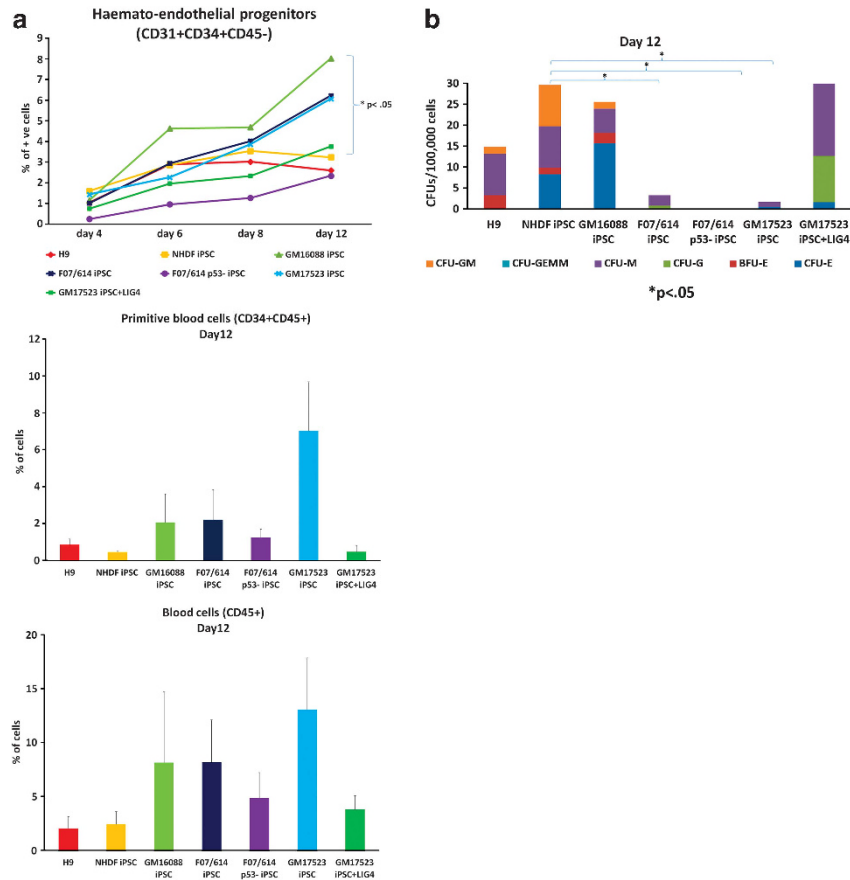 a
Haemato-endothelial progenitors
(CD31+CD34+CD45-)
9
8
7
6
5
4
3
2
1
0
% of + ve cells
* p< .05
day 4 day 6 day 8 day 12
H9 NHDF iPSC GM16088 iPSC
F07/614 iPSC F07/614 p53- iPSC GM17523 iPSC
GM17523 iPSC+LIG4
Primitive blood cells (CD34+CD45+)
Day12
12
10
8
6
4
2
0
% of cells
H9 NHDF iPSC GM16088 F07/614 F07/614 GM17523 GM17523
iPSC iPSC p53- iPSC iPSC iPSC+LIG4
Blood cells (CD45+)
Day12
20
15
10
5
0
% of cells
H9 NHDF iPSC GM16088 F07/614 F07/614 GM17523 GM17523
iPSC iPSC p53- iPSC iPSC iPSC+LIG4
b
Day 12
*
*
*
30
25
20
15
10
5
0
CFUs/100,000 cells
H9 NHDF iPSC GM16088 F07/614 F07/614 GM17523 GM17523
iPSC iPSC p53- iPSC iPSC iPSC+LIG4
CFU-GM CFU-GEMM CFU-M CFU-G BFU-E CFU-E
*p<.05